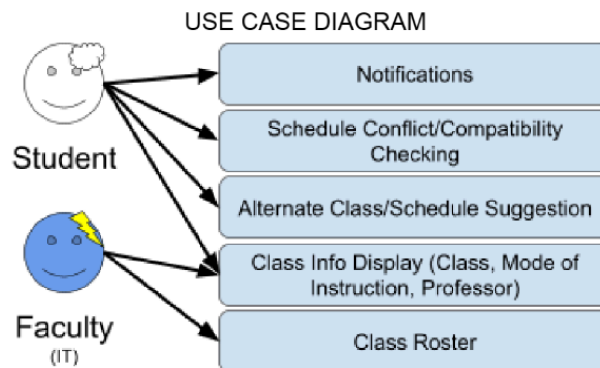 USE CASE DIAGRAM
Notifications
Student
Schedule Conflict/Compatibility
Checking
Alternate Class/Schedule Suggestion
Faculty
(IT)
Class Info Display (Class, Mode of
Instruction, Professor)
Class Roster